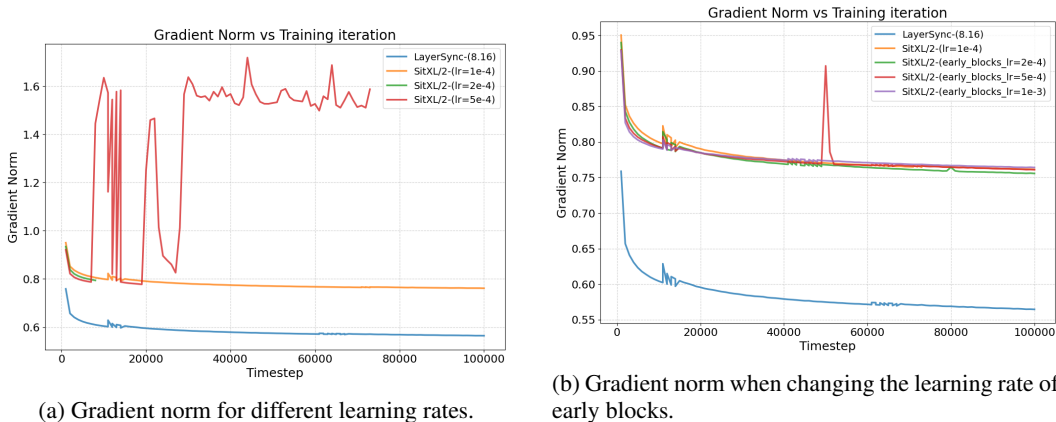 Gradient Norm vs Training iteration
LayerSync-(8.16)
SitXL/2-(lr=1e-4)
SitXL/2-(lr=2e-4)
SitXL/2-(lr=5e-4)
1.6
1.4
1.2
1.0
0.8
0.6
Gradient Norm
0
20000
40000
60000
80000
100000
Timestep
(a) Gradient norm for different learning rates.
Gradient Norm vs Training iteration
LayerSync-(8.16)
SitXL/2-(lr=1e-4)
SitXL/2-(early_blocks_lr=2e-4)
SitXL/2-(early_blocks_lr=5e-4)
SitXL/2-(early_blocks_lr=1e-3)
0.95
0.90
0.85
0.80
0.75
0.70
0.65
0.60
0.55
Gradient Norm
0
20000
40000
60000
80000
100000
Timestep
(b) Gradient norm when changing the learning rate of
early blocks.